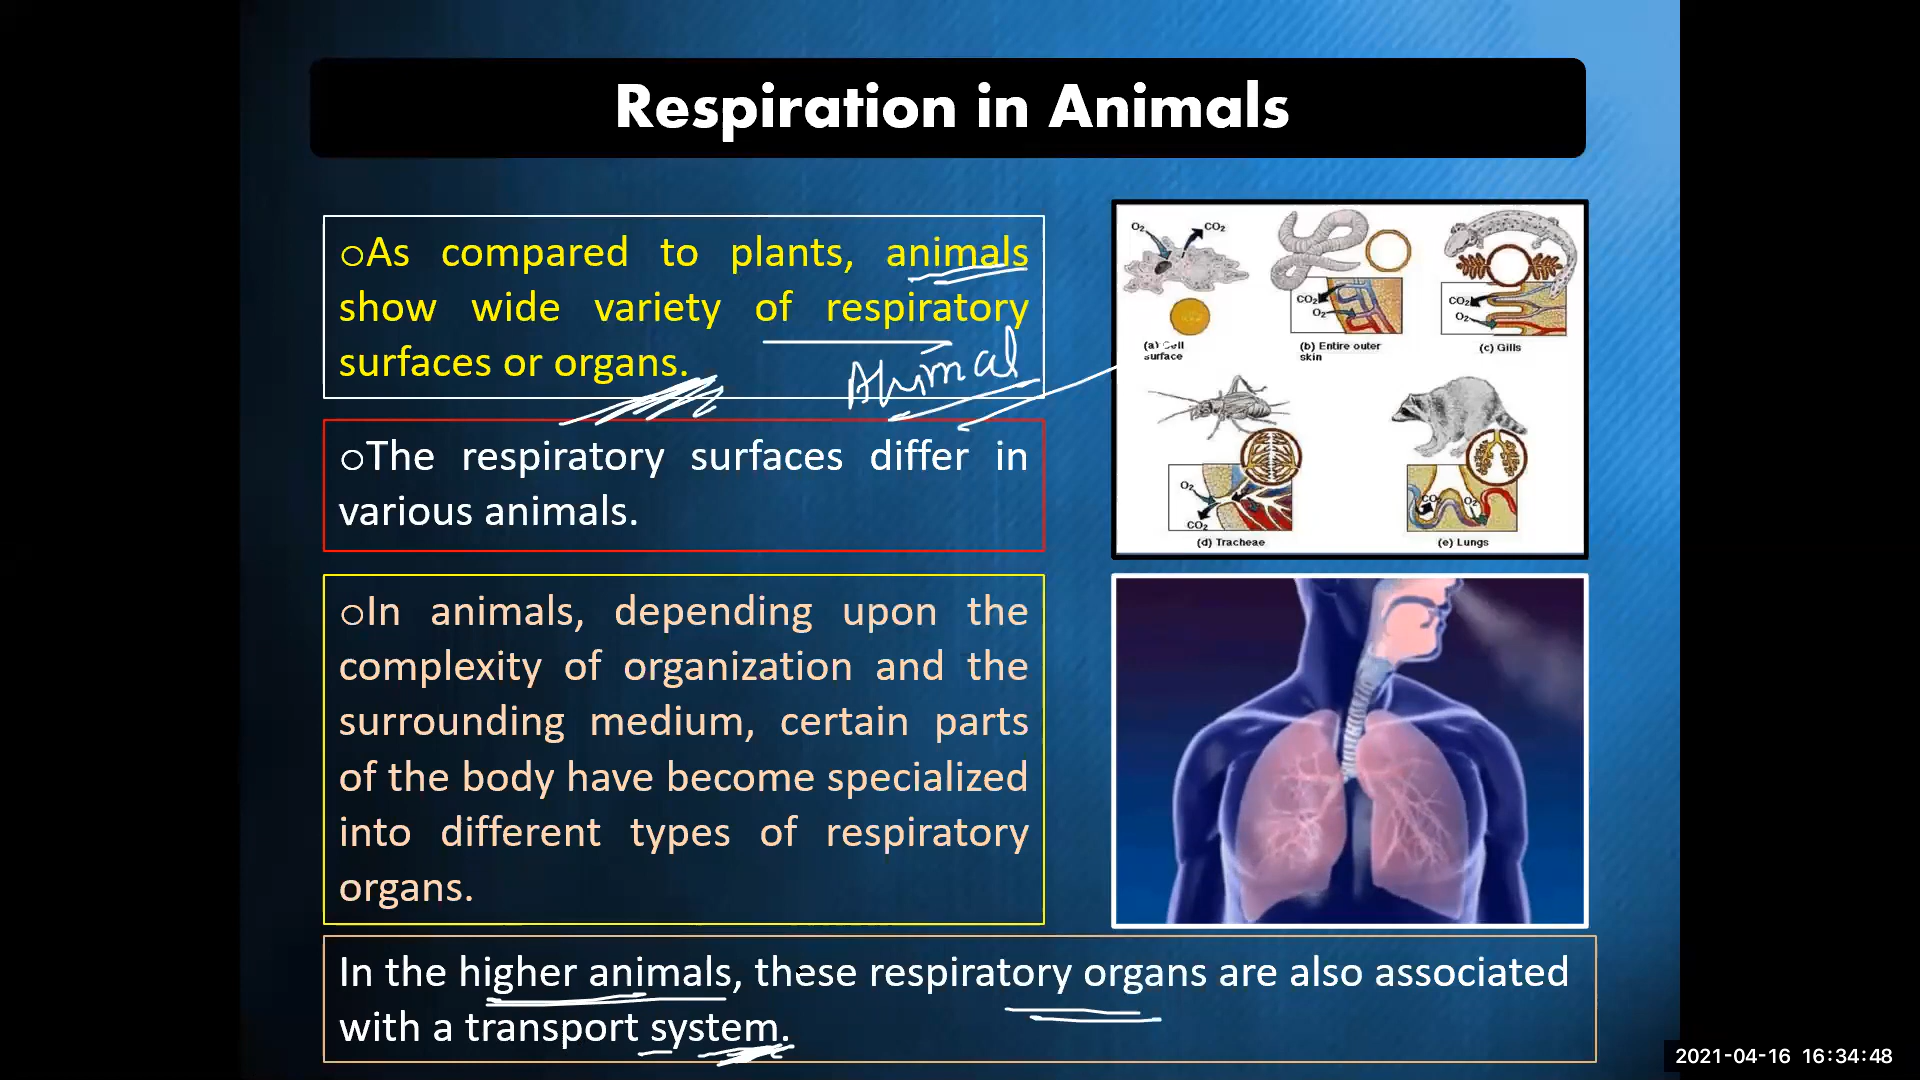 Respiration in Animals
oAs compared to plants, animals
show wide variety of respiratory
surfaces or organs.
Animal
oThe respiratory surfaces differ in
various animals.
oIn animals, depending upon the
complexity of organization and the
surrounding medium, certain parts
of the body have become specialized
into different types of respiratory
organs.
In the higher animals, these respiratory organs are also associated
with a transport system.
O2 CO2
(a) Cell
surface
CO2
O2
(b) Entire outer
skin
CO2
O2
(c) Gills
O2
CO2
(d) Tracheae
CO2 O2
(e) Lungs
2021-04-16 16:34:48